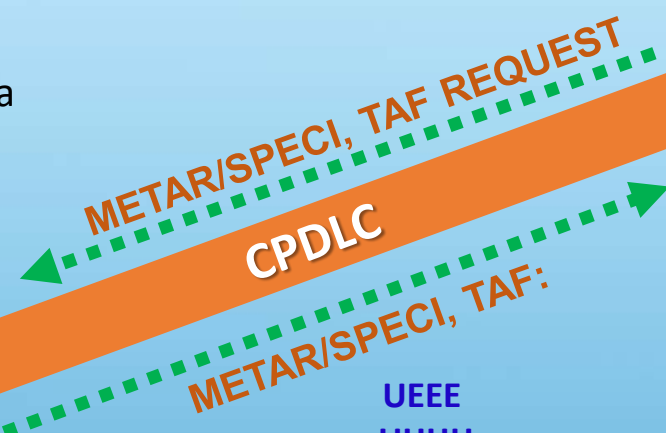 a
METAR/SPECI, TAF REQUEST
CPDLC
METAR/SPECI, TAF:
UEEE